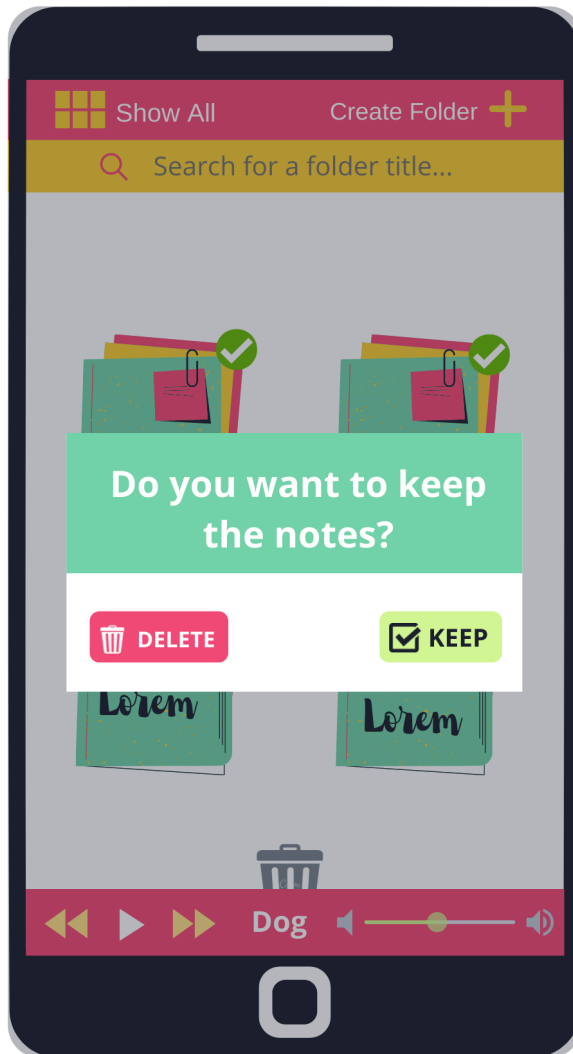 Show All
Create Folder
Search for a folder title...
Do you want to keep
the notes?
DELETE
KEEP
Lorem
Lorem
Dog